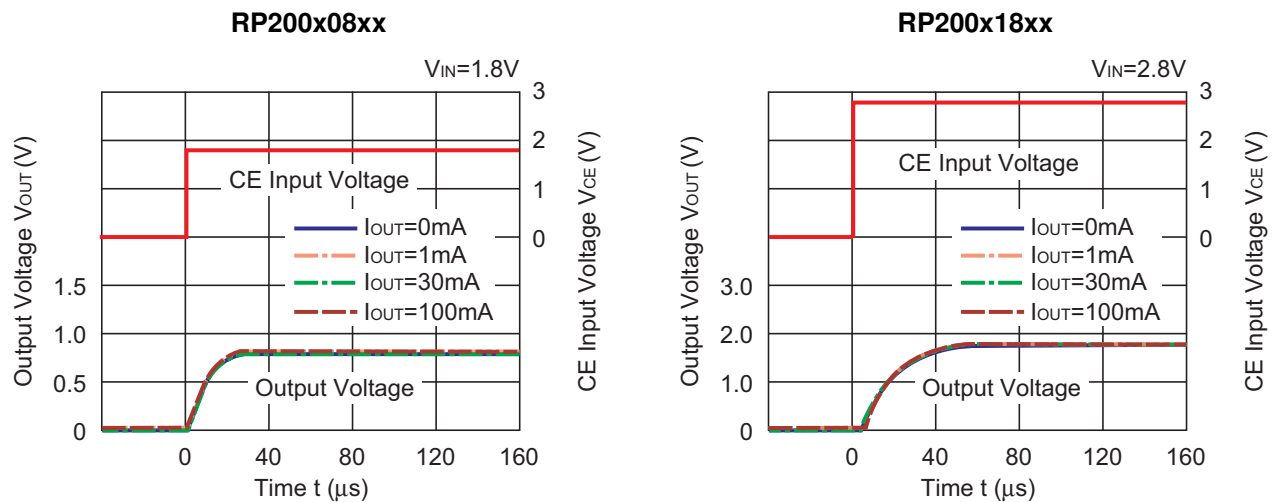 RP200x08xx
VIN=1.8V
Output Voltage VOUT (V)
3
2
1
0
CE Input Voltage
IOUT=0mA
IOUT=1mA
IOUT=30mA
IOUT=100mA
1.5
1.0
0.5
0
Output Voltage
CE Input Voltage VCE (V)
0 40 80 120 160
Time t (μs)
RP200x18xx
VIN=2.8V
Output Voltage VOUT (V)
3
2
1
0
CE Input Voltage
IOUT=0mA
IOUT=1mA
IOUT=30mA
IOUT=100mA
3.0
2.0
1.0
0
Output Voltage
CE Input Voltage VCE (V)
0 40 80 120 160
Time t (μs)